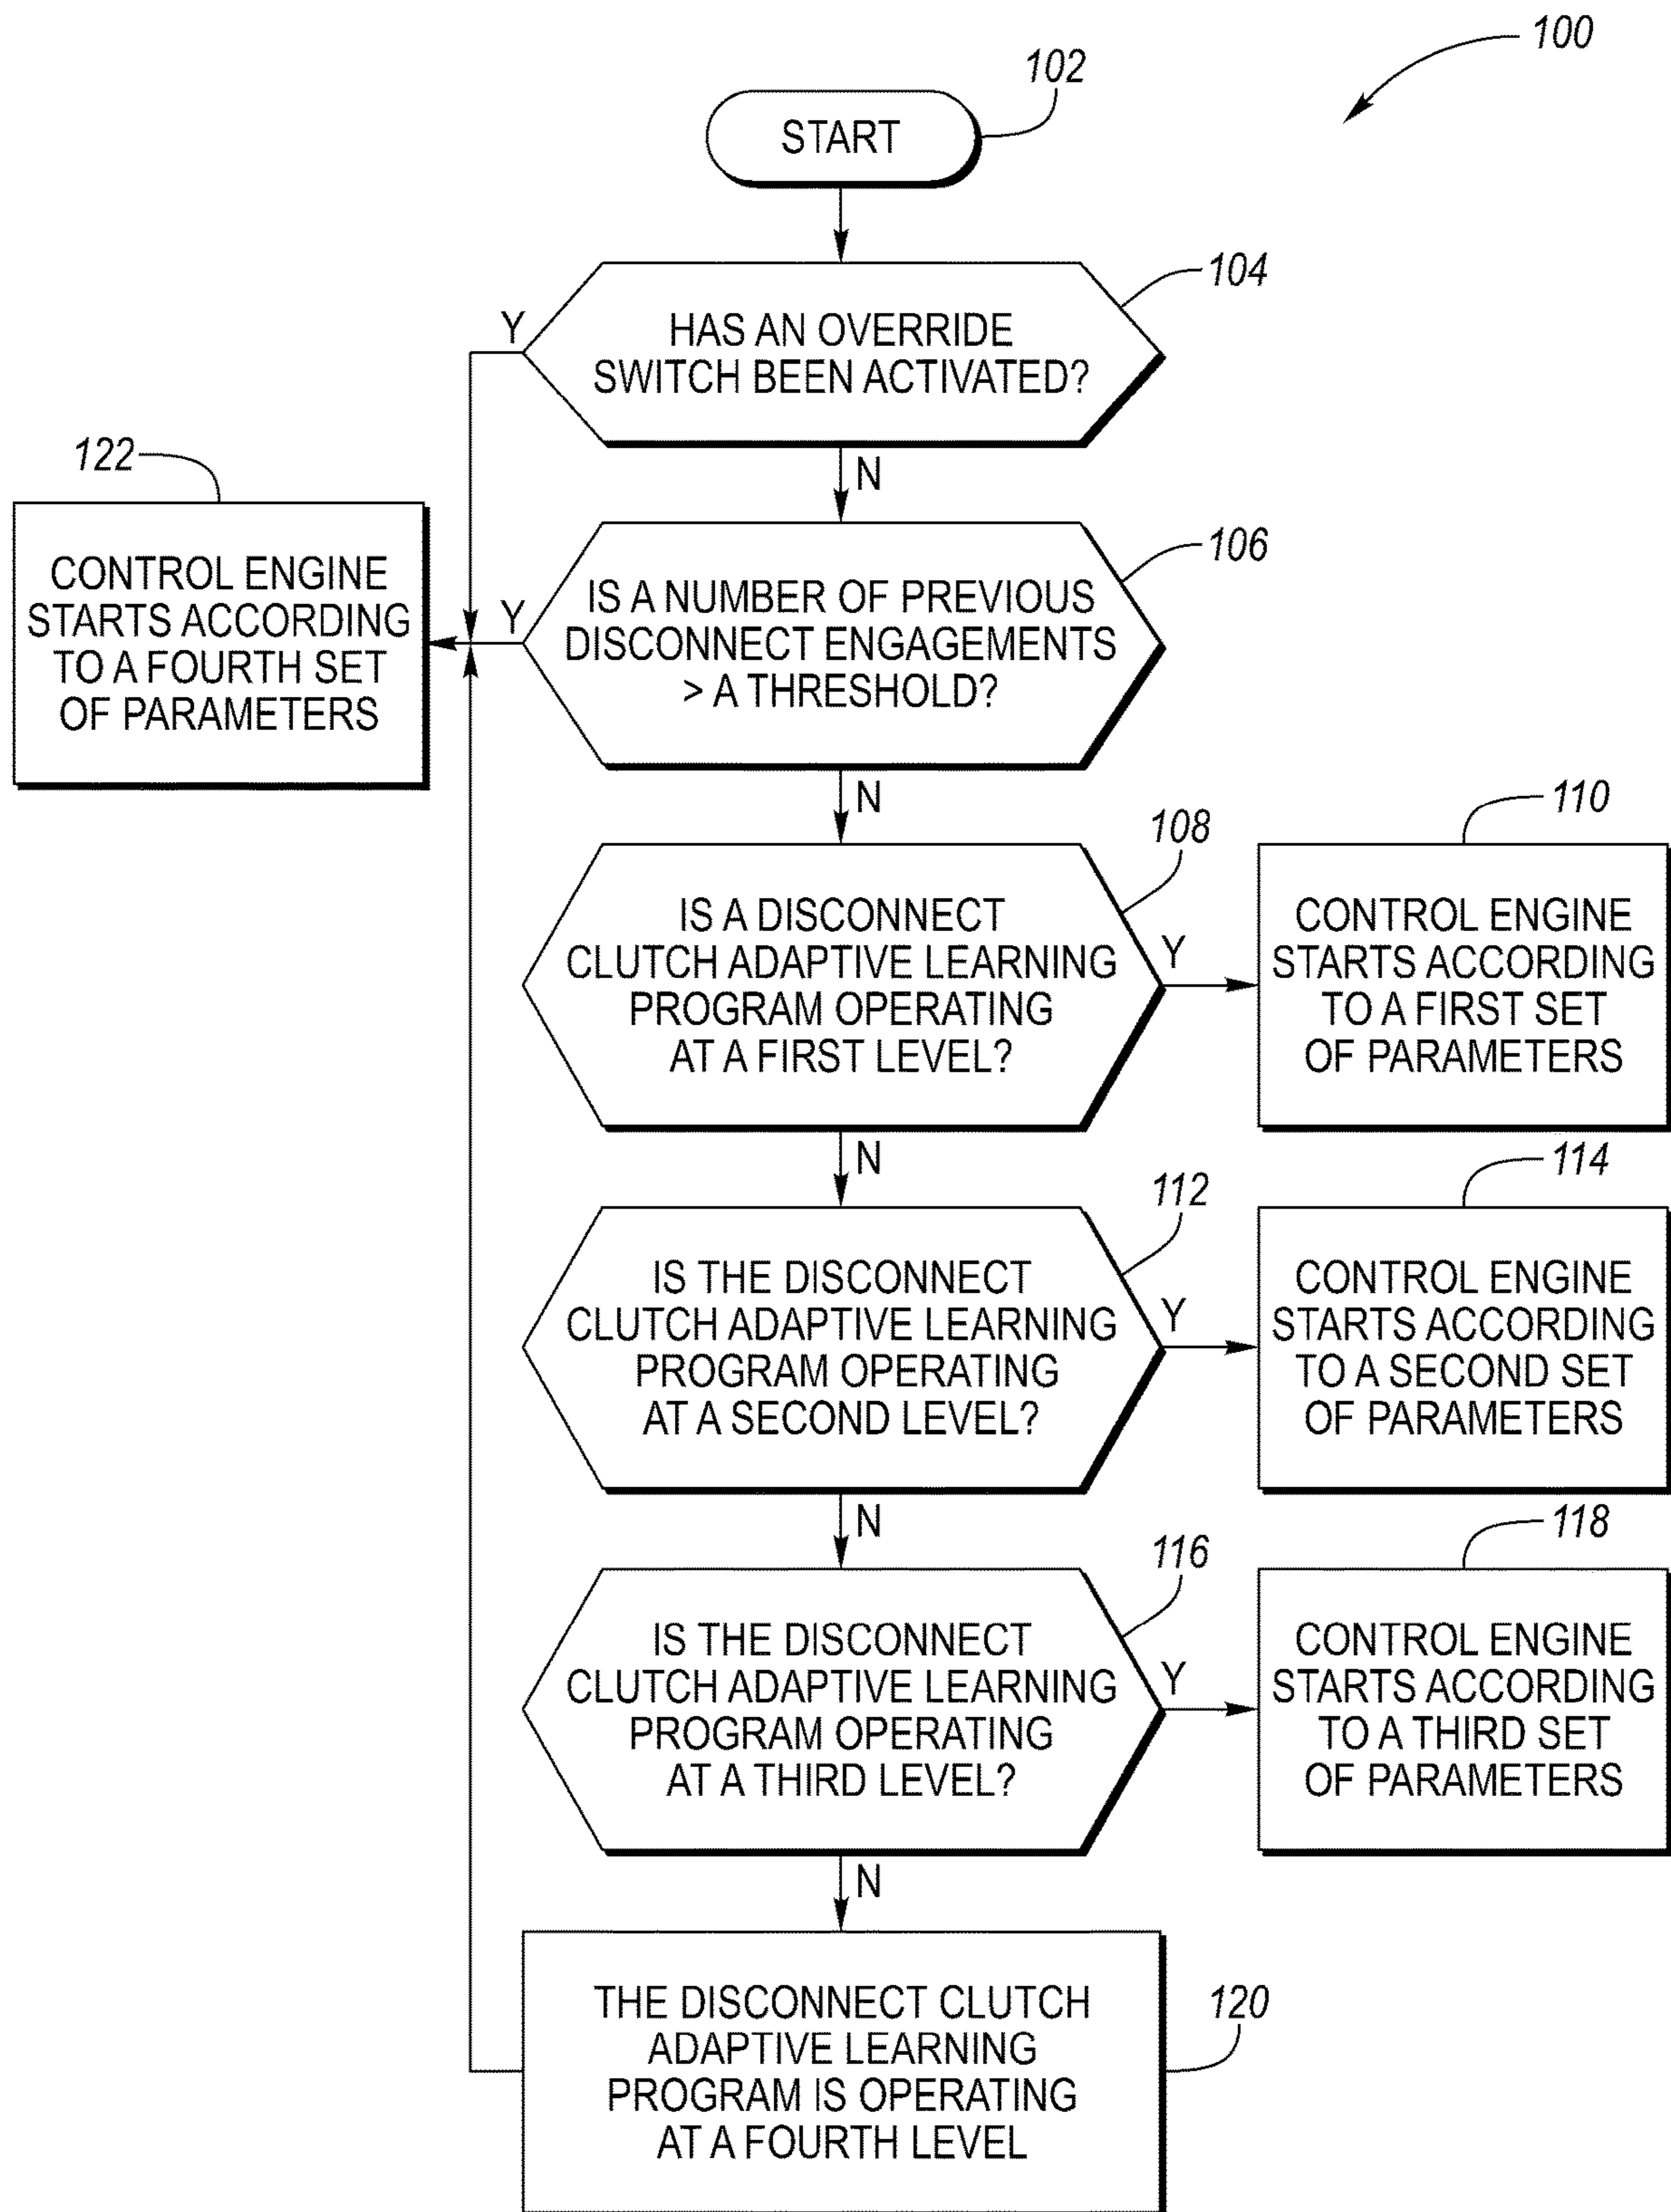 100
102
START
104
HAS AN OVERRIDE
SWITCH BEEN ACTIVATED?
Y
N
122
CONTROL ENGINE
STARTS ACCORDING
TO A FOURTH SET
OF PARAMETERS
106
IS A NUMBER OF PREVIOUS
DISCONNECT ENGAGEMENTS
> A THRESHOLD?
Y
N
108
IS A DISCONNECT
CLUTCH ADAPTIVE LEARNING
PROGRAM OPERATING
AT A FIRST LEVEL?
Y
N
110
CONTROL ENGINE
STARTS ACCORDING
TO A FIRST SET
OF PARAMETERS
112
IS THE DISCONNECT
CLUTCH ADAPTIVE LEARNING
PROGRAM OPERATING
AT A SECOND LEVEL?
Y
N
114
CONTROL ENGINE
STARTS ACCORDING
TO A SECOND SET
OF PARAMETERS
116
IS THE DISCONNECT
CLUTCH ADAPTIVE LEARNING
PROGRAM OPERATING
AT A THIRD LEVEL?
Y
N
118
CONTROL ENGINE
STARTS ACCORDING
TO A THIRD SET
OF PARAMETERS
120
THE DISCONNECT CLUTCH
ADAPTIVE LEARNING
PROGRAM IS OPERATING
AT A FOURTH LEVEL